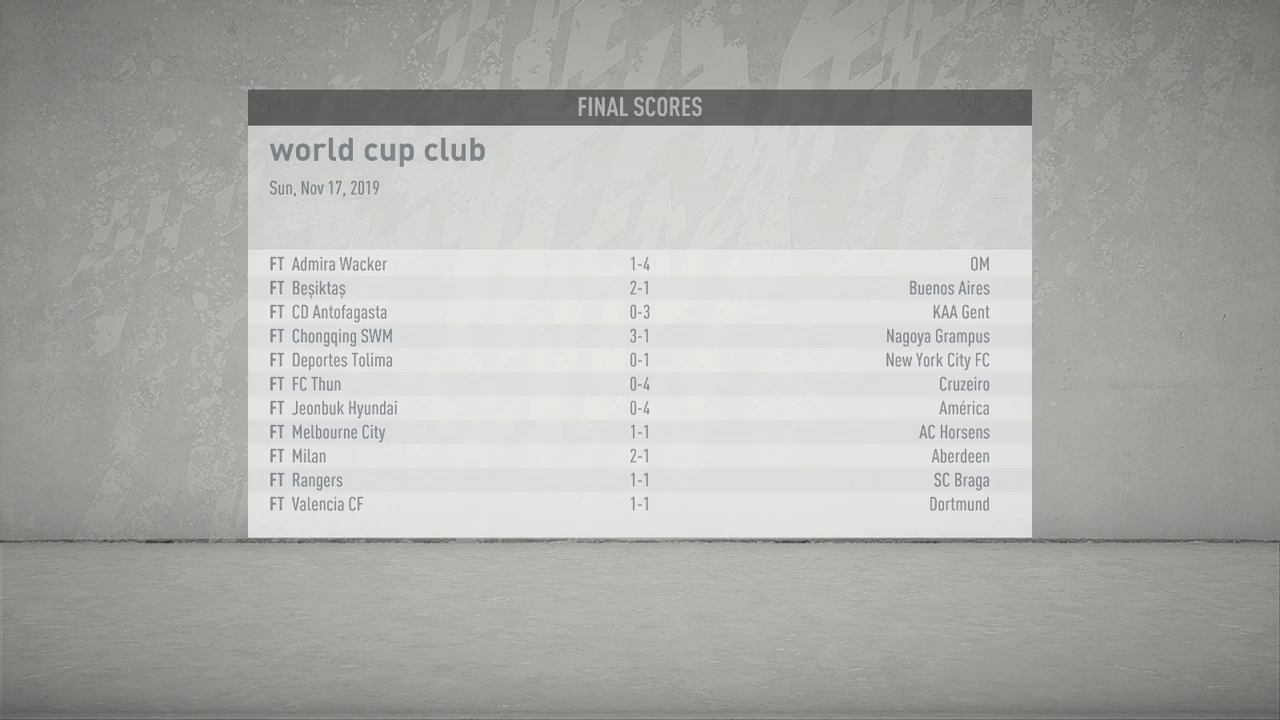 FINAL SCORES
world cup club
Sun, Nov 17, 2019
FT Admira Wacker 1-4 OM
FT Beşiktaş 2-1 Buenos Aires
FT CD Antofagasta 0-3 KAA Gent
FT Chongqing SWM 3-1 Nagoya Grampus
FT Deportes Tolima 0-1 New York City FC
FT FC Thun 0-4 Cruzeiro
FT Jeonbuk Hyundai 0-4 América
FT Melbourne City 1-1 AC Horsens
FT Milan 2-1 Aberdeen
FT Rangers 1-1 SC Braga
FT Valencia CF 1-1 Dortmund